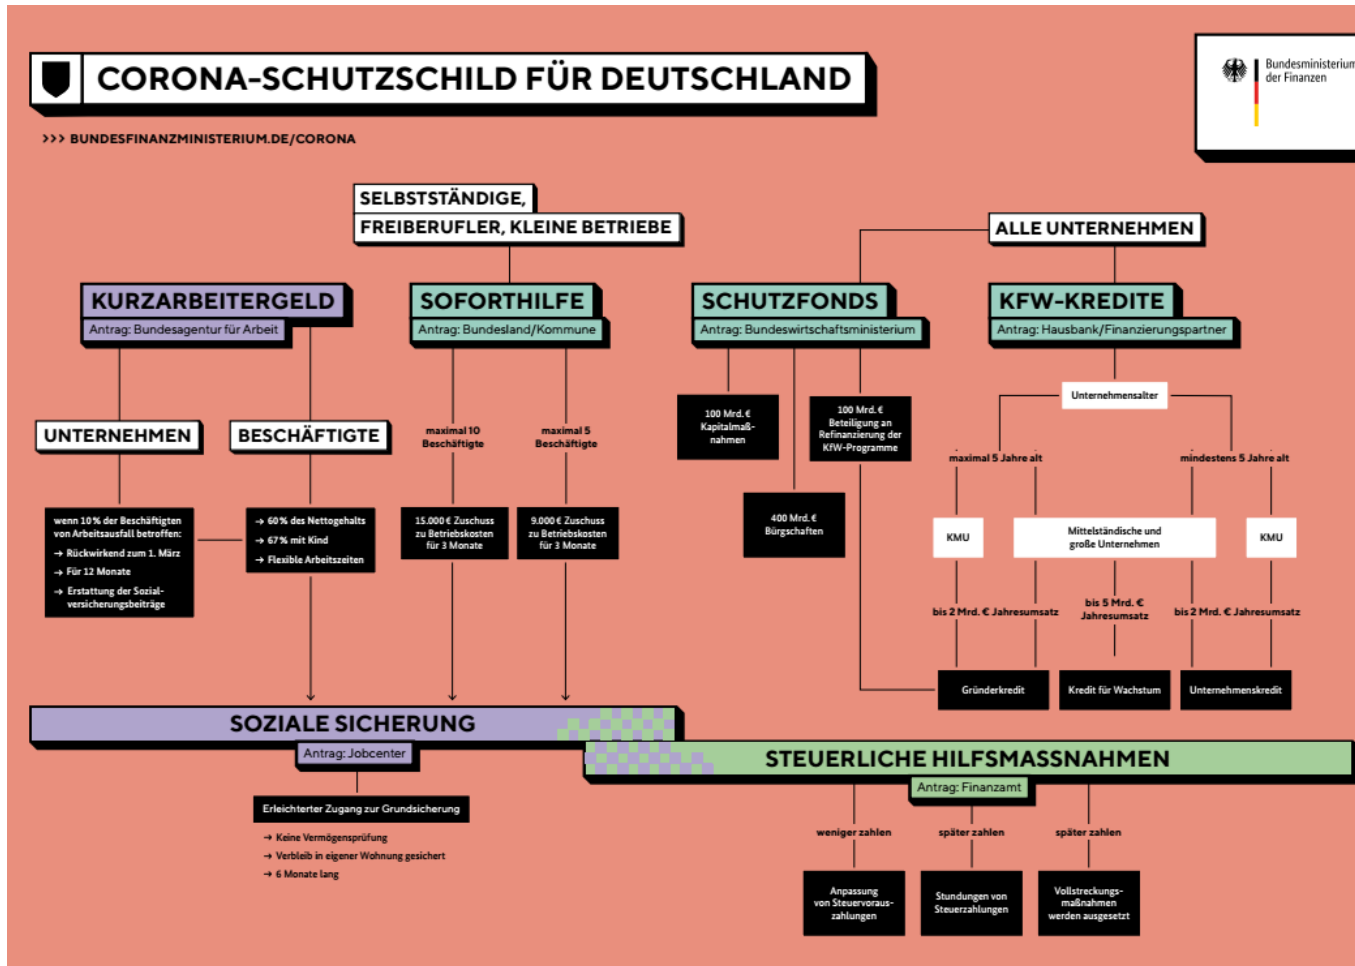 CORONA-SCHUTZSCHILD FÜR DEUTSCHLAND
Bundesministerium
der Finanzen
>>> BUNDESFINANZMINISTERIUM.DE/CORONA
SELBSTSTÄNDIGE,
FREIBERUFLER, KLEINE BETRIEBE
ALLE UNTERNEHMEN
KURZARBEITERGELD
Antrag: Bundesagentur für Arbeit
SOFORTHILFE
Antrag: Bundesland/Kommune
SCHUTZFONDS
Antrag: Bundeswirtschaftsministerium
KFW-KREDITE
Antrag: Hausbank/Finanzierungspartner
UNTERNEHMEN
BESCHÄFTIGTE
maximal 10
Beschäftigte
maximal 5
Beschäftigte
100 Mrd. €
Kapitalmaß-
nahmen
100 Mrd. €
Beteiligung an
Refinanzierung der
KfW-Programme
Unternehmensalter
maximal 5 Jahre alt
mindestens 5 Jahre alt
wenn 10 % der Beschäftigten
von Arbeitsausfall betroffen:
→ Rückwirkend zum 1. März
→ Für 12 Monate
→ Erstattung der Sozial-
versicherungsbeiträge
→ 60 % des Nettogehalts
→ 67 % mit Kind
→ Flexible Arbeitszeiten
15.000 € Zuschuss
zu Betriebskosten
für 3 Monate
9.000 € Zuschuss
zu Betriebskosten
für 3 Monate
400 Mrd. €
Bürgschaften
KMU
Mittelständische und
große Unternehmen
KMU
bis 2 Mrd. € Jahresumsatz
bis 5 Mrd. €
Jahresumsatz
bis 2 Mrd. € Jahresumsatz
Gründerkredit
Kredit für Wachstum
Unternehmenskredit
SOZIALE SICHERUNG
Antrag: Jobcenter
Erleichterter Zugang zur Grundsicherung
→ Keine Vermögensprüfung
→ Verbleib in eigener Wohnung gesichert
→ 6 Monate lang
STEUERLICHE HILFSMASSNAHMEN
Antrag: Finanzamt
weniger zahlen
später zahlen
später zahlen
Anpassung
von Steuervoraus-
zahlungen
Stundungen von
Steuerzahlungen
Vollstreckungs-
maßnahmen
werden ausgesetzt